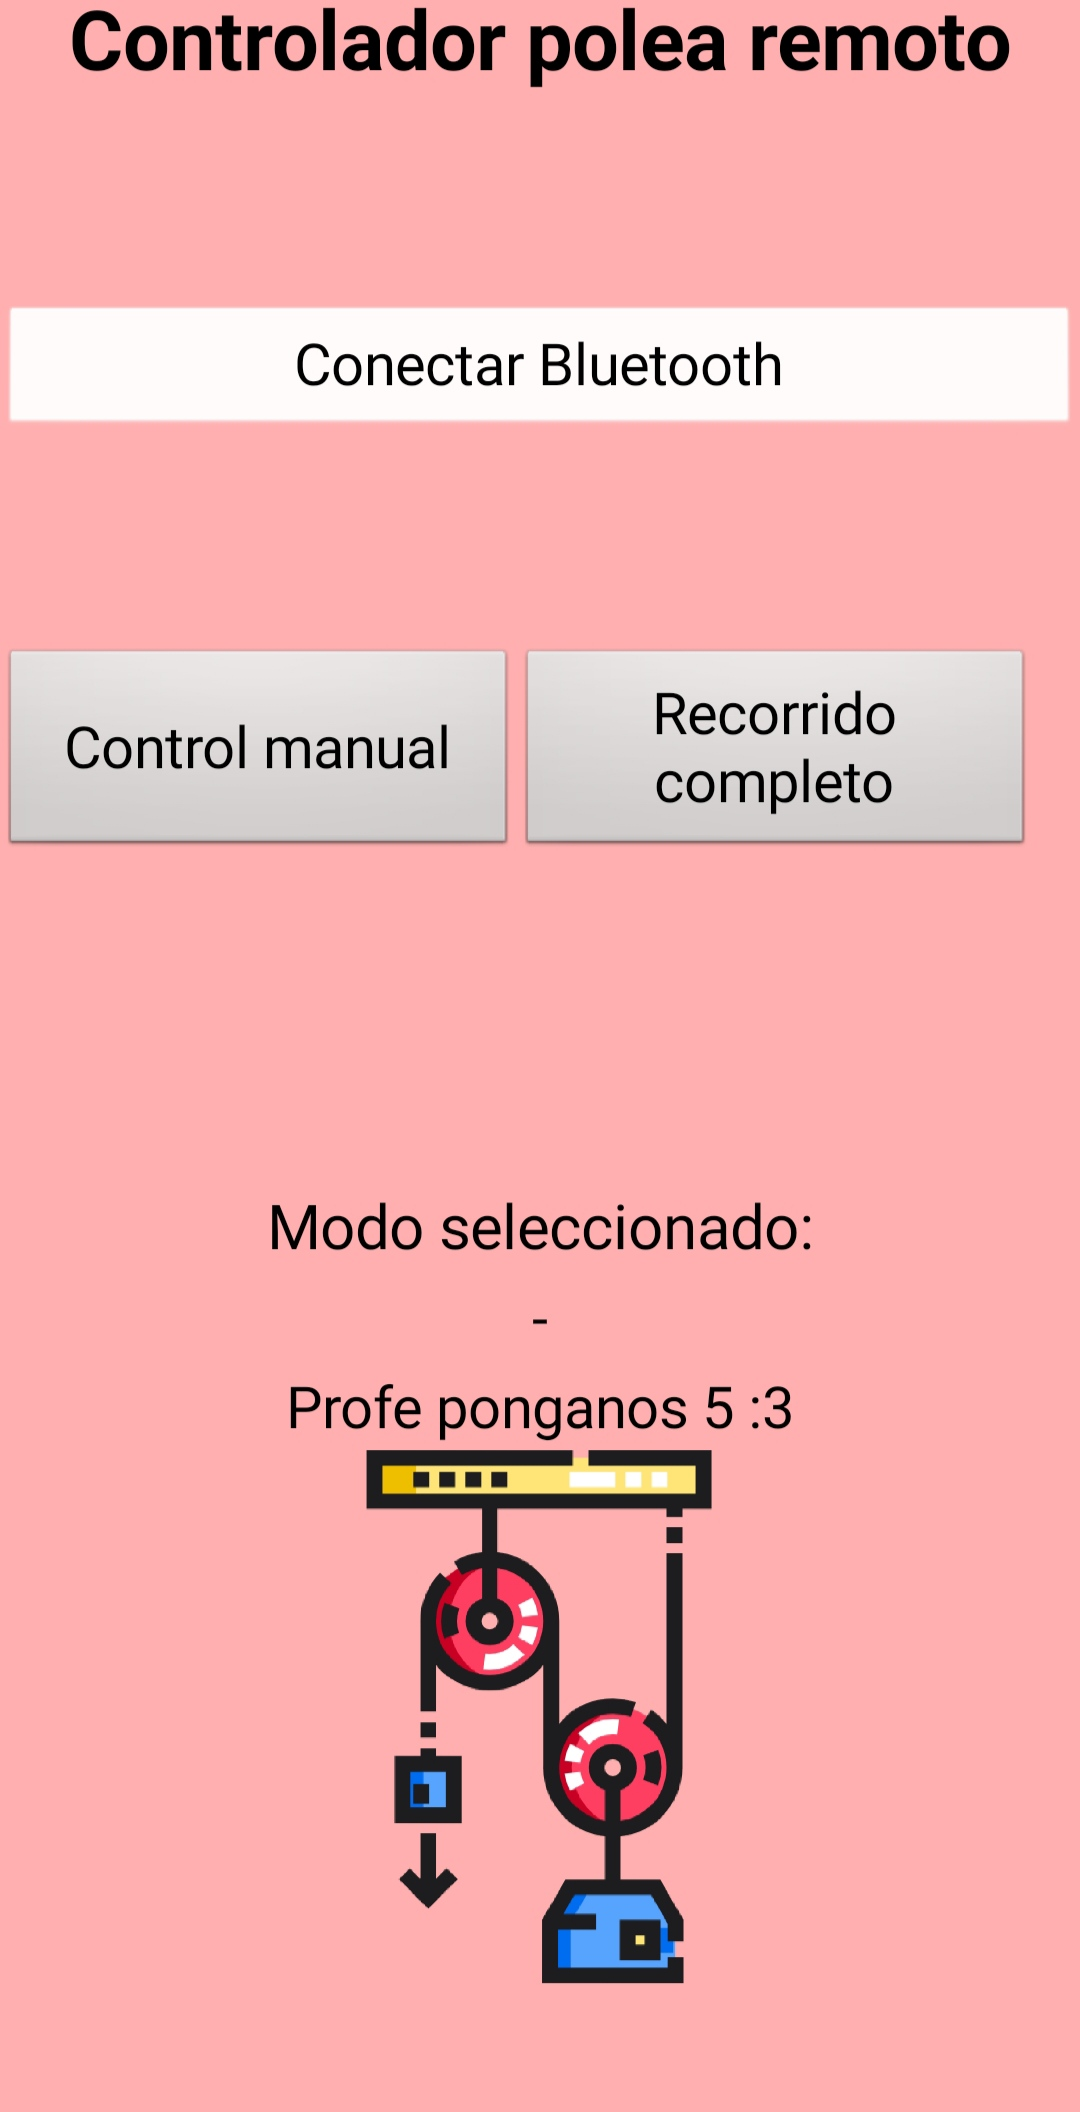 Controlador polea remoto
Conectar Bluetooth
Control manual
Recorrido
completo
Modo seleccionado:
-
Profe ponganos 5 :3